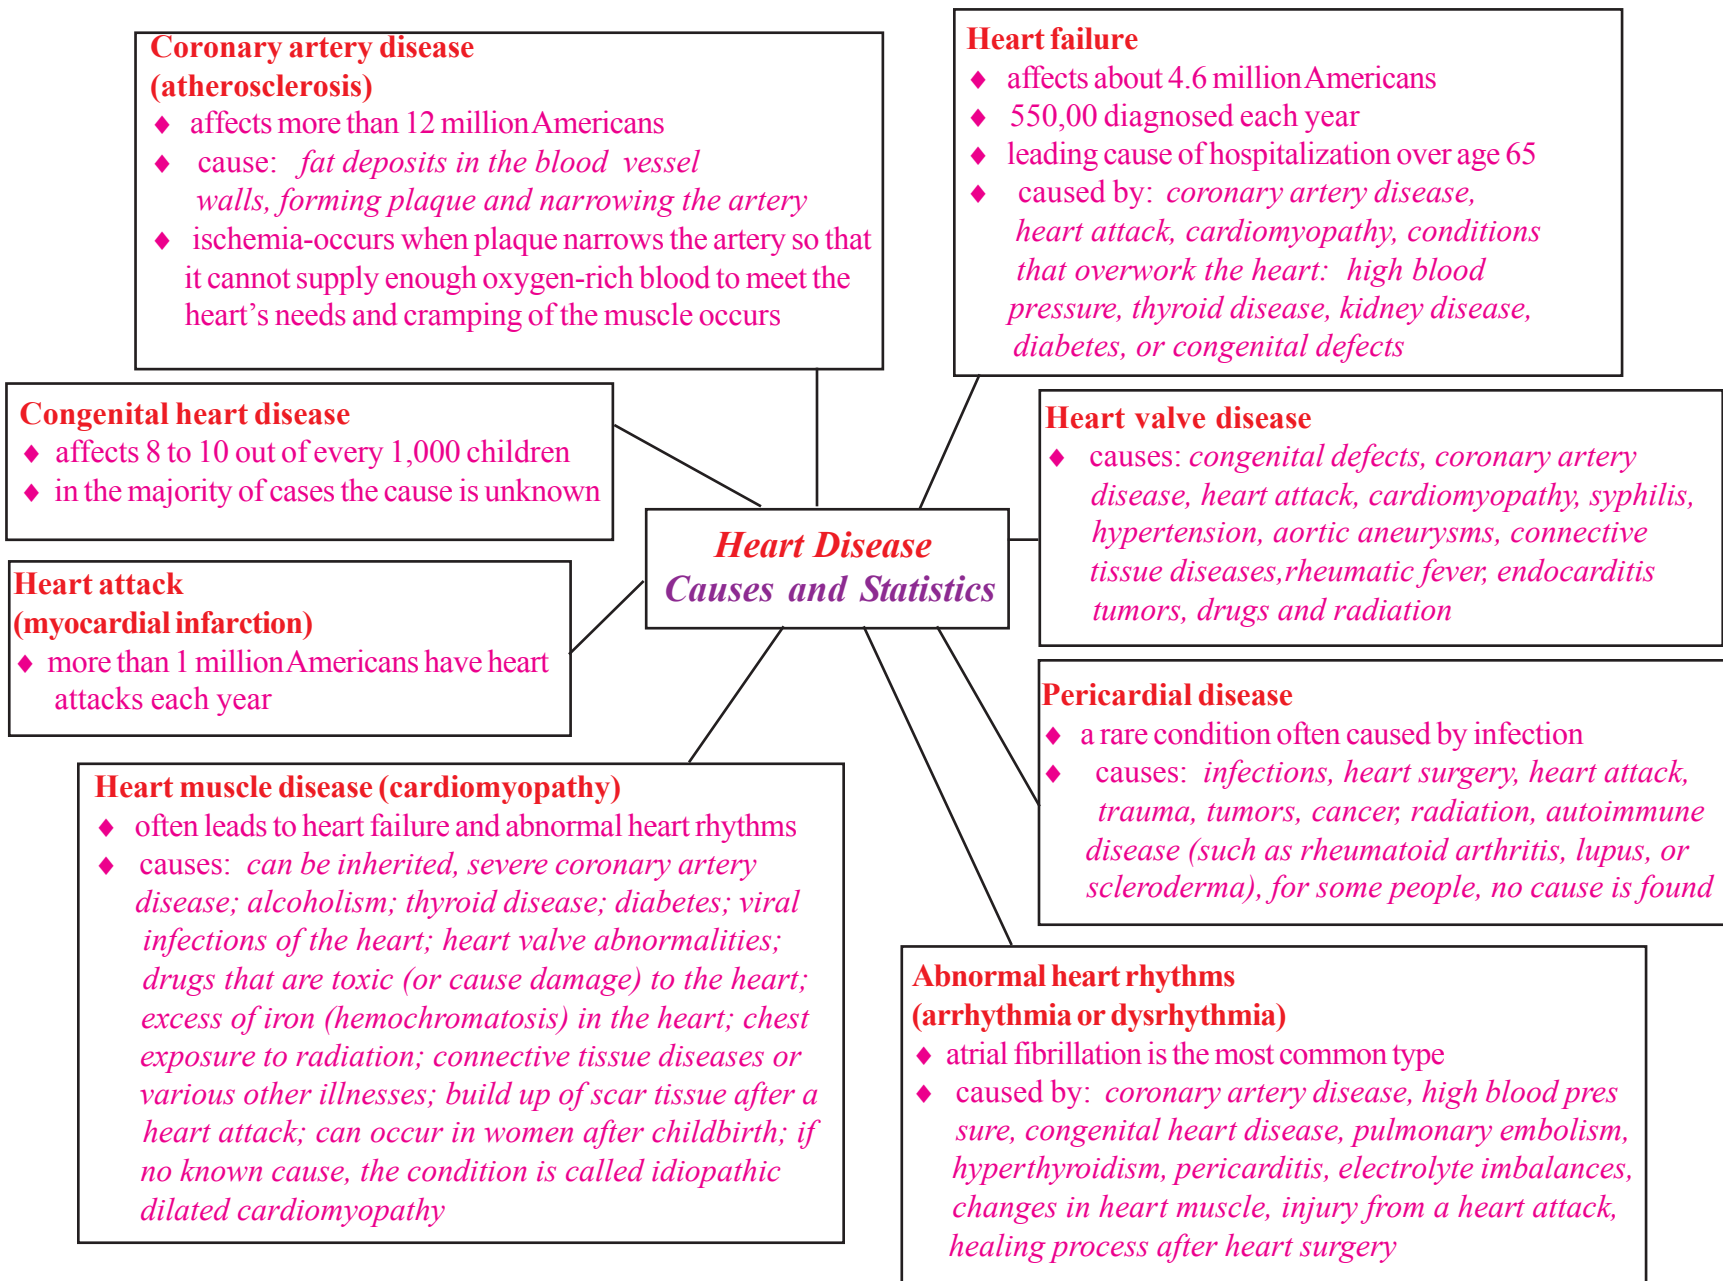 Coronary artery disease
(atherosclerosis)
♦ affects more than 12 million Americans
♦ cause: fat deposits in the blood vessel
walls, forming plaque and narrowing the artery
♦ ischemia-occurs when plaque narrows the artery so that
it cannot supply enough oxygen-rich blood to meet the
heart’s needs and cramping of the muscle occurs
Heart failure
♦ affects about 4.6 million Americans
♦ 550,00 diagnosed each year
♦ leading cause of hospitalization over age 65
♦ caused by: coronary artery disease,
heart attack, cardiomyopathy, conditions
that overwork the heart: high blood
pressure, thyroid disease, kidney disease,
diabetes, or congenital defects
Congenital heart disease
♦ affects 8 to 10 out of every 1,000 children
♦ in the majority of cases the cause is unknown
Heart valve disease
♦ causes: congenital defects, coronary artery
disease, heart attack, cardiomyopathy, syphilis,
hypertension, aortic aneurysms, connective
tissue diseases,rheumatic fever, endocarditis
tumors, drugs and radiation
Heart Disease
Causes and Statistics
Heart attack
(myocardial infarction)
♦ more than 1 million Americans have heart
attacks each year
Pericardial disease
♦ a rare condition often caused by infection
♦ causes: infections, heart surgery, heart attack,
trauma, tumors, cancer, radiation, autoimmune
disease (such as rheumatoid arthritis, lupus, or
scleroderma), for some people, no cause is found
Heart muscle disease (cardiomyopathy)
♦ often leads to heart failure and abnormal heart rhythms
♦ causes: can be inherited, severe coronary artery
disease; alcoholism; thyroid disease; diabetes; viral
infections of the heart; heart valve abnormalities;
drugs that are toxic (or cause damage) to the heart;
excess of iron (hemochromatosis) in the heart; chest
exposure to radiation; connective tissue diseases or
various other illnesses; build up of scar tissue after a
heart attack; can occur in women after childbirth; if
no known cause, the condition is called idiopathic
dilated cardiomyopathy
Abnormal heart rhythms
(arrhythmia or dysrhythmia)
♦ atrial fibrillation is the most common type
♦ caused by: coronary artery disease, high blood pres
sure, congenital heart disease, pulmonary embolism,
hyperthyroidism, pericarditis, electrolyte imbalances,
changes in heart muscle, injury from a heart attack,
healing process after heart surgery